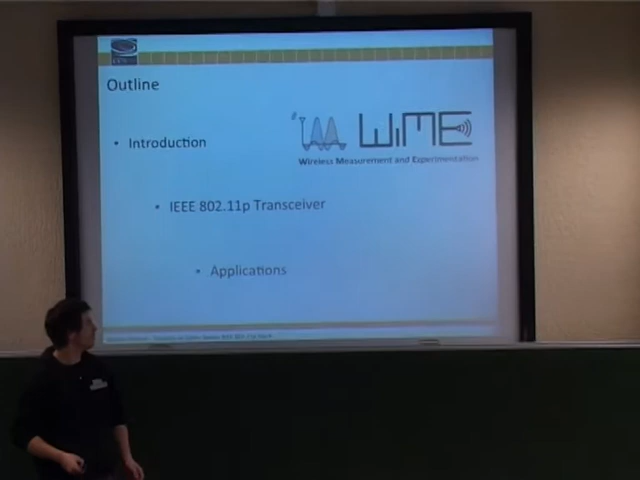 Outline
WiME
Wireless Measurement and Experimentation
• Introduction
• IEEE 802.11p Transceiver
• Applications